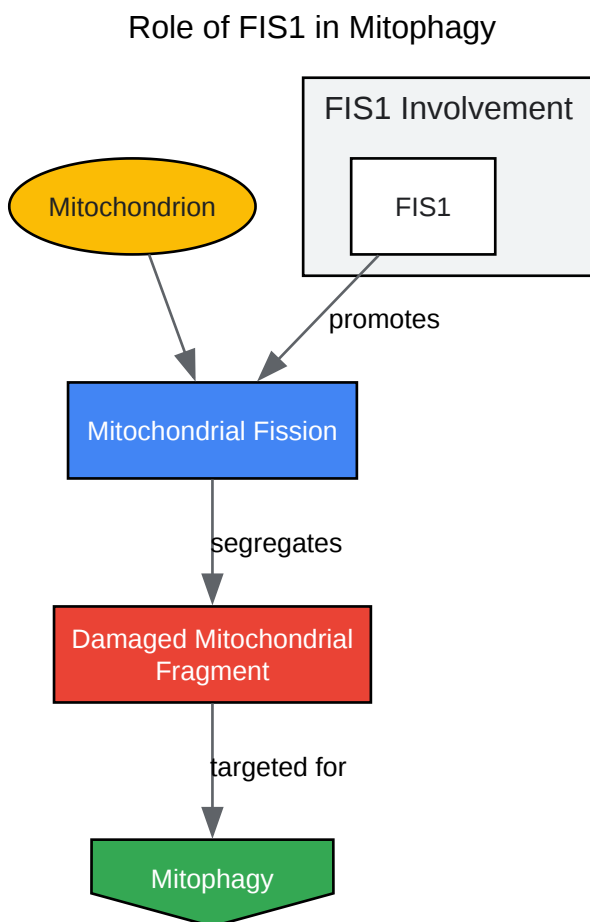 Role of FIS1 in Mitophagy
FIS1 Involvement
Mitochondrion
FIS1
promotes
Mitochondrial Fission
segregates
Damaged Mitochondrial
Fragment
targeted for
Mitophagy